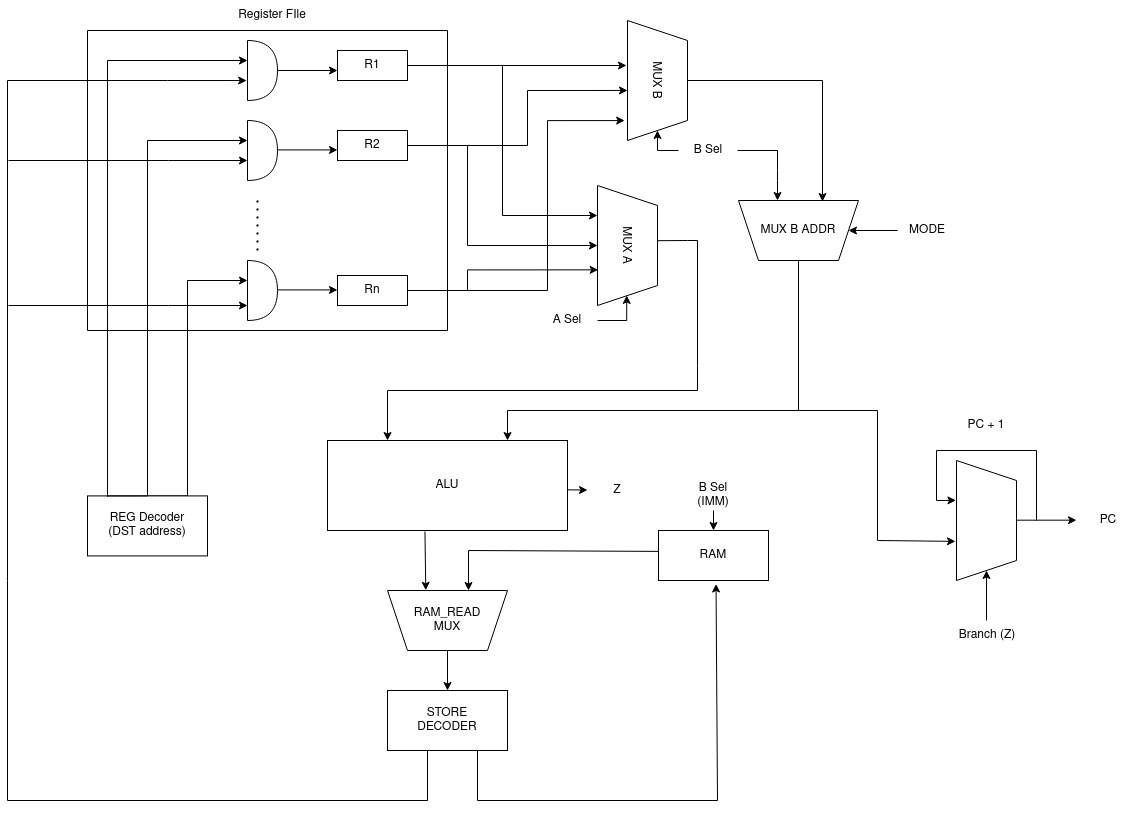 Register FIle
R1
R2
Rn
MUX B
B Sel
MUX A
A Sel
MUX B ADDR
MODE
PC + 1
ALU
Z
B Sel
(IMM)
REG Decoder
(DST address)
RAM
PC
RAM_READ
MUX
Branch (Z)
STORE
DECODER